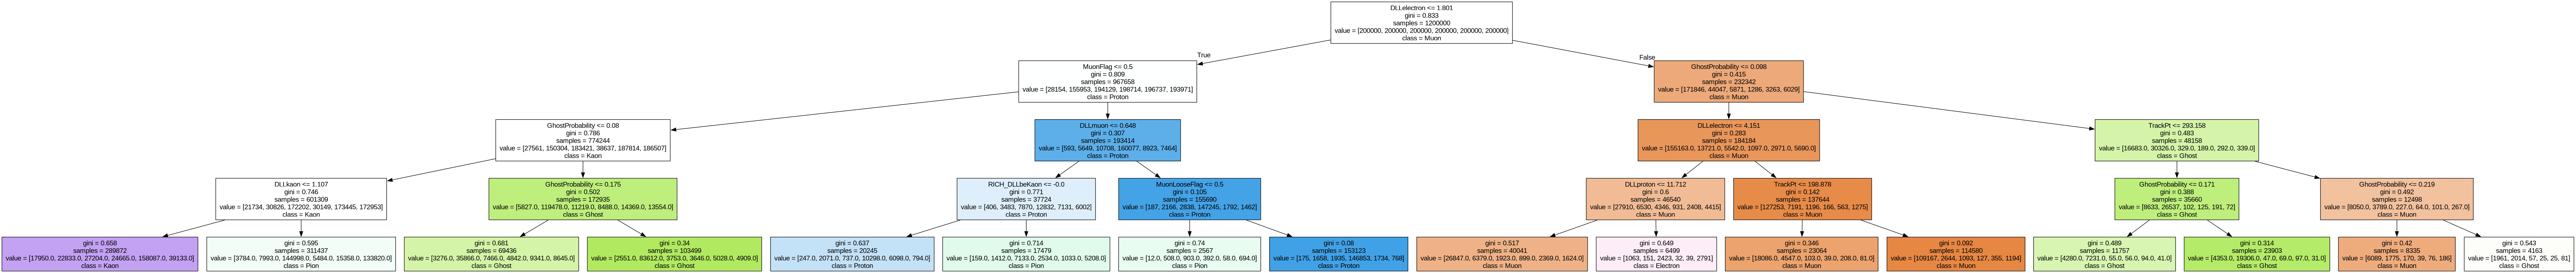 DLLelectron <= 1.801
gini = 0.833
samples = 1200000
value = [200000, 200000, 200000, 200000, 200000, 200000]
class = Muon
True
False
MuonFlag <= 0.5
gini = 0.809
samples = 967658
value = [28154, 155953, 194129, 198714, 196737, 193971]
class = Proton
GhostProbability <= 0.098
gini = 0.415
samples = 232342
value = [171846, 44047, 5871, 1286, 3263, 6029]
class = Muon
GhostProbability <= 0.08
gini = 0.786
samples = 774244
value = [27561, 150304, 183421, 38637, 187814, 186507]
class = Kaon
DLLmuon <= 0.648
gini = 0.307
samples = 193414
value = [593, 5649, 10708, 160077, 8923, 7464]
class = Proton
DLLelectron <= 4.151
gini = 0.283
samples = 184184
value = [155163.0, 13721.0, 5542.0, 1097.0, 2971.0, 5690.0]
class = Muon
TrackPt <= 293.158
gini = 0.483
samples = 48158
value = [16683.0, 30326.0, 329.0, 189.0, 292.0, 339.0]
class = Ghost
DLLkaon <= 1.107
gini = 0.746
samples = 601309
value = [21734, 30826, 172202, 30149, 173445, 172953]
class = Kaon
GhostProbability <= 0.175
gini = 0.502
samples = 172935
value = [5827.0, 119478.0, 11219.0, 8488.0, 14369.0, 13554.0]
class = Ghost
RICH_DLLbeKaon <= -0.0
gini = 0.771
samples = 37724
value = [406, 3483, 7870, 12832, 7131, 6002]
class = Proton
MuonLooseFlag <= 0.5
gini = 0.105
samples = 155690
value = [187, 2166, 2838, 147245, 1792, 1462]
class = Proton
DLLproton <= 11.712
gini = 0.6
samples = 46540
value = [27910, 6530, 4346, 931, 2408, 4415]
class = Muon
TrackPt <= 198.878
gini = 0.142
samples = 137644
value = [127253, 7191, 1196, 166, 563, 1275]
class = Muon
GhostProbability <= 0.171
gini = 0.388
samples = 35660
value = [8633, 26537, 102, 125, 191, 72]
class = Ghost
GhostProbability <= 0.219
gini = 0.492
samples = 12498
value = [8050.0, 3789.0, 227.0, 64.0, 101.0, 267.0]
class = Muon
gini = 0.658
samples = 289872
value = [17950.0, 22833.0, 27204.0, 24665.0, 158087.0, 39133.0]
class = Kaon
gini = 0.595
samples = 311437
value = [3784.0, 7993.0, 144998.0, 5484.0, 15358.0, 133820.0]
class = Pion
gini = 0.681
samples = 69436
value = [3276.0, 35866.0, 7466.0, 4842.0, 9341.0, 8645.0]
class = Ghost
gini = 0.34
samples = 103499
value = [2551.0, 83612.0, 3753.0, 3646.0, 5028.0, 4909.0]
class = Ghost
gini = 0.637
samples = 20245
value = [247.0, 2071.0, 737.0, 10298.0, 6098.0, 794.0]
class = Proton
gini = 0.714
samples = 17479
value = [159.0, 1412.0, 7133.0, 2534.0, 1033.0, 5208.0]
class = Pion
gini = 0.74
samples = 2567
value = [12.0, 508.0, 903.0, 392.0, 58.0, 694.0]
class = Pion
gini = 0.08
samples = 153123
value = [175, 1658, 1935, 146853, 1734, 768]
class = Proton
gini = 0.517
samples = 40041
value = [26847.0, 6379.0, 1923.0, 899.0, 2369.0, 1624.0]
class = Muon
gini = 0.649
samples = 6499
value = [1063, 151, 2423, 32, 39, 2791]
class = Electron
gini = 0.346
samples = 23064
value = [18086.0, 4547.0, 103.0, 39.0, 208.0, 81.0]
class = Muon
gini = 0.092
samples = 114580
value = [109167, 2644, 1093, 127, 355, 1194]
class = Muon
gini = 0.489
samples = 11757
value = [4280.0, 7231.0, 55.0, 56.0, 94.0, 41.0]
class = Ghost
gini = 0.314
samples = 23903
value = [4353.0, 19306.0, 47.0, 69.0, 97.0, 31.0]
class = Ghost
gini = 0.42
samples = 8335
value = [6089, 1775, 170, 39, 76, 186]
class = Muon
gini = 0.543
samples = 4163
value = [1961, 2014, 57, 25, 25, 81]
class = Ghost